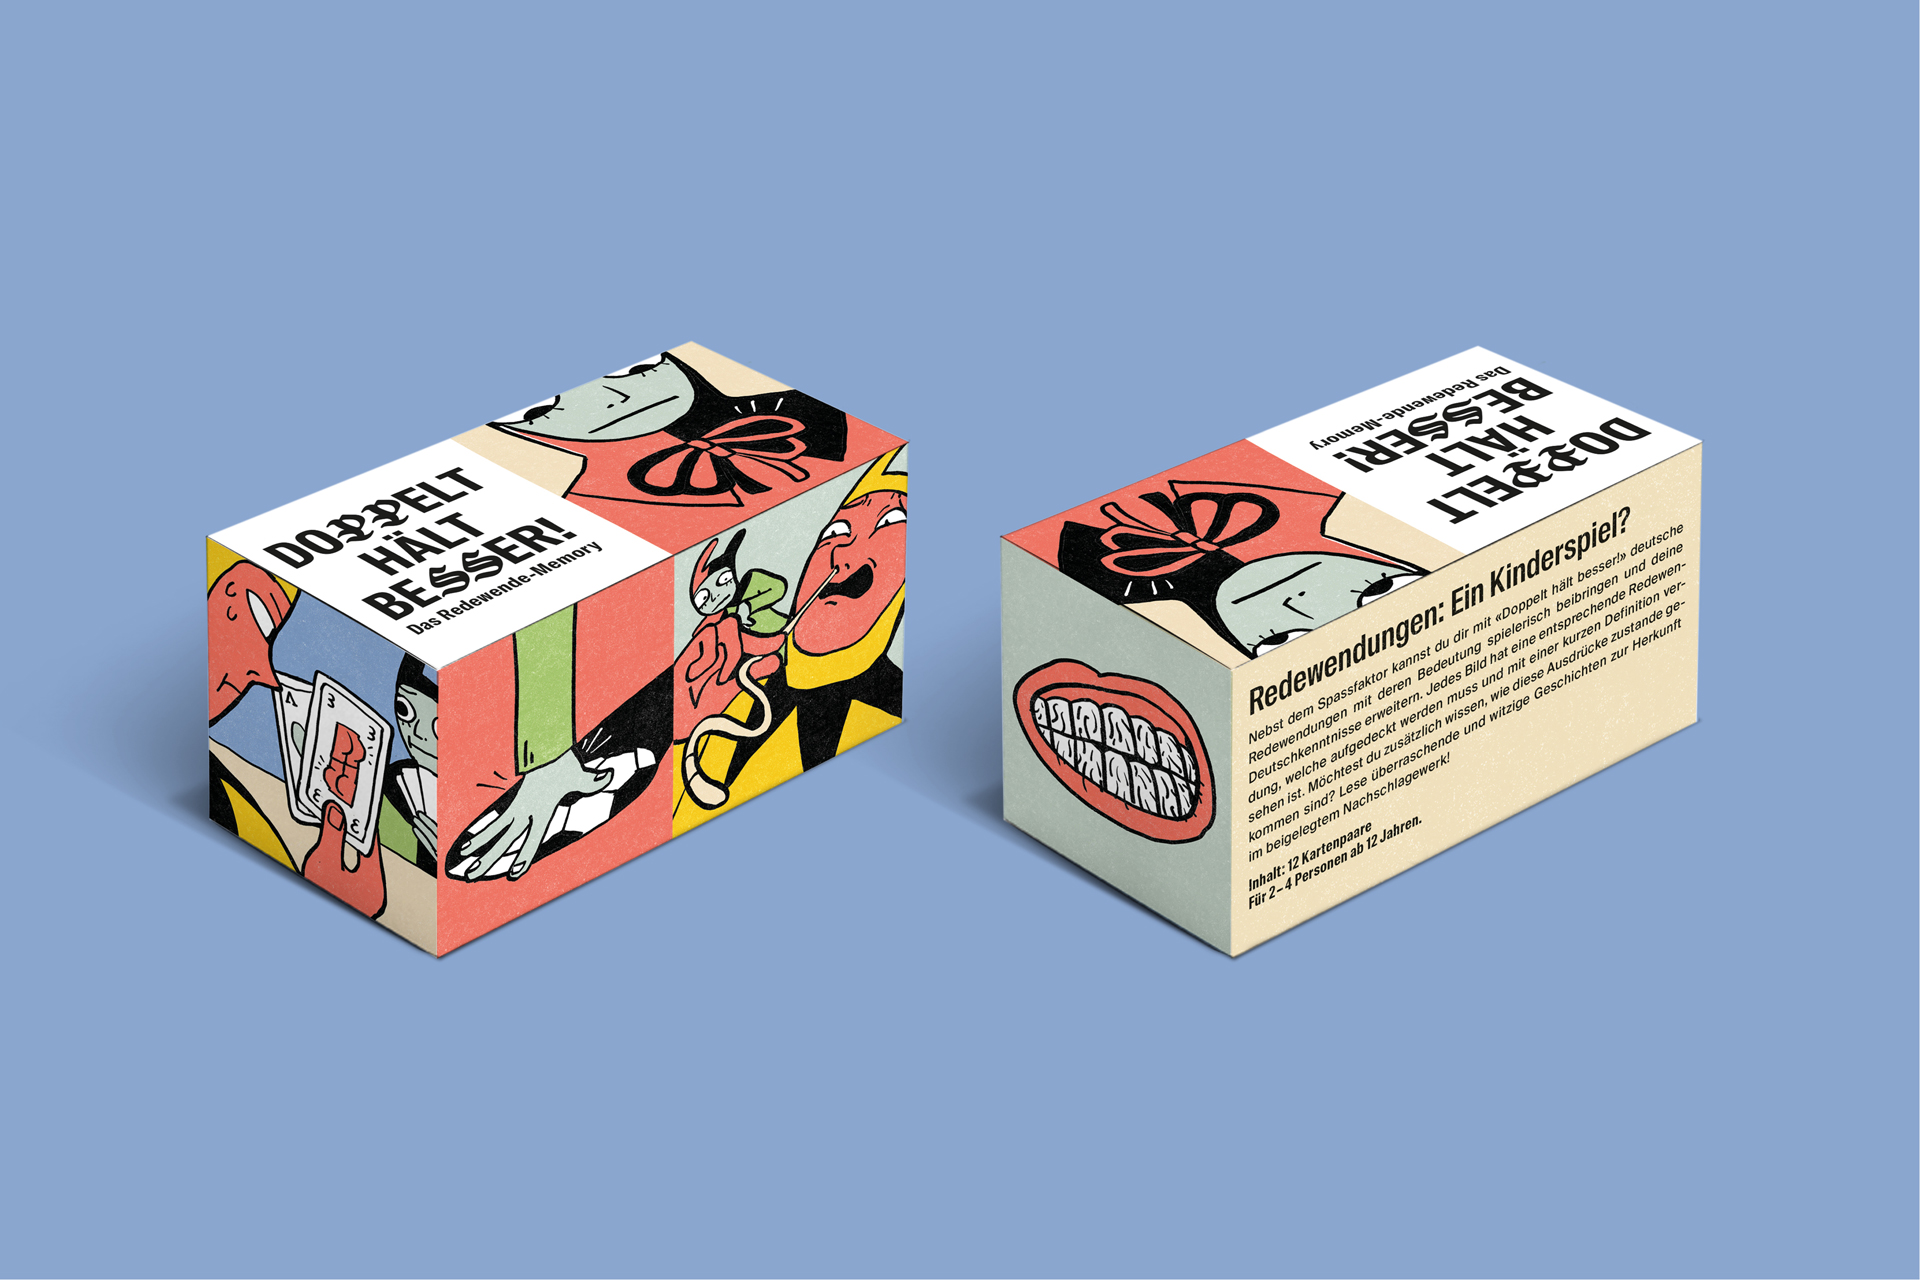 DOPPELT
HÄLT
BESSER!
Das Redewende-Memory
A
3
3
3
3
DOPPELT
HÄLT
BESSER!
Das Redewende-Memory
Redewendungen: Ein Kinderspiel?
Nebst dem Spassfaktor kannst du dir mit «Doppelt hält besser!» deutsche
Redewendungen mit deren Bedeutung spielerisch beibringen und deine
Deutschkenntnisse erweitern. Jedes Bild hat eine entsprechende Redewen-
dung, welche aufgedeckt werden muss und mit einer kurzen Definition ver-
sehen ist. Möchtest du zusätzlich wissen, wie diese Ausdrücke zustande ge-
kommen sind? Lese überraschende und witzige Geschichten zur Herkunft
im beigelegtem Nachschlagewerk!
Inhalt: 12 Kartenpaare
Für 2–4 Personen ab 12 Jahren.